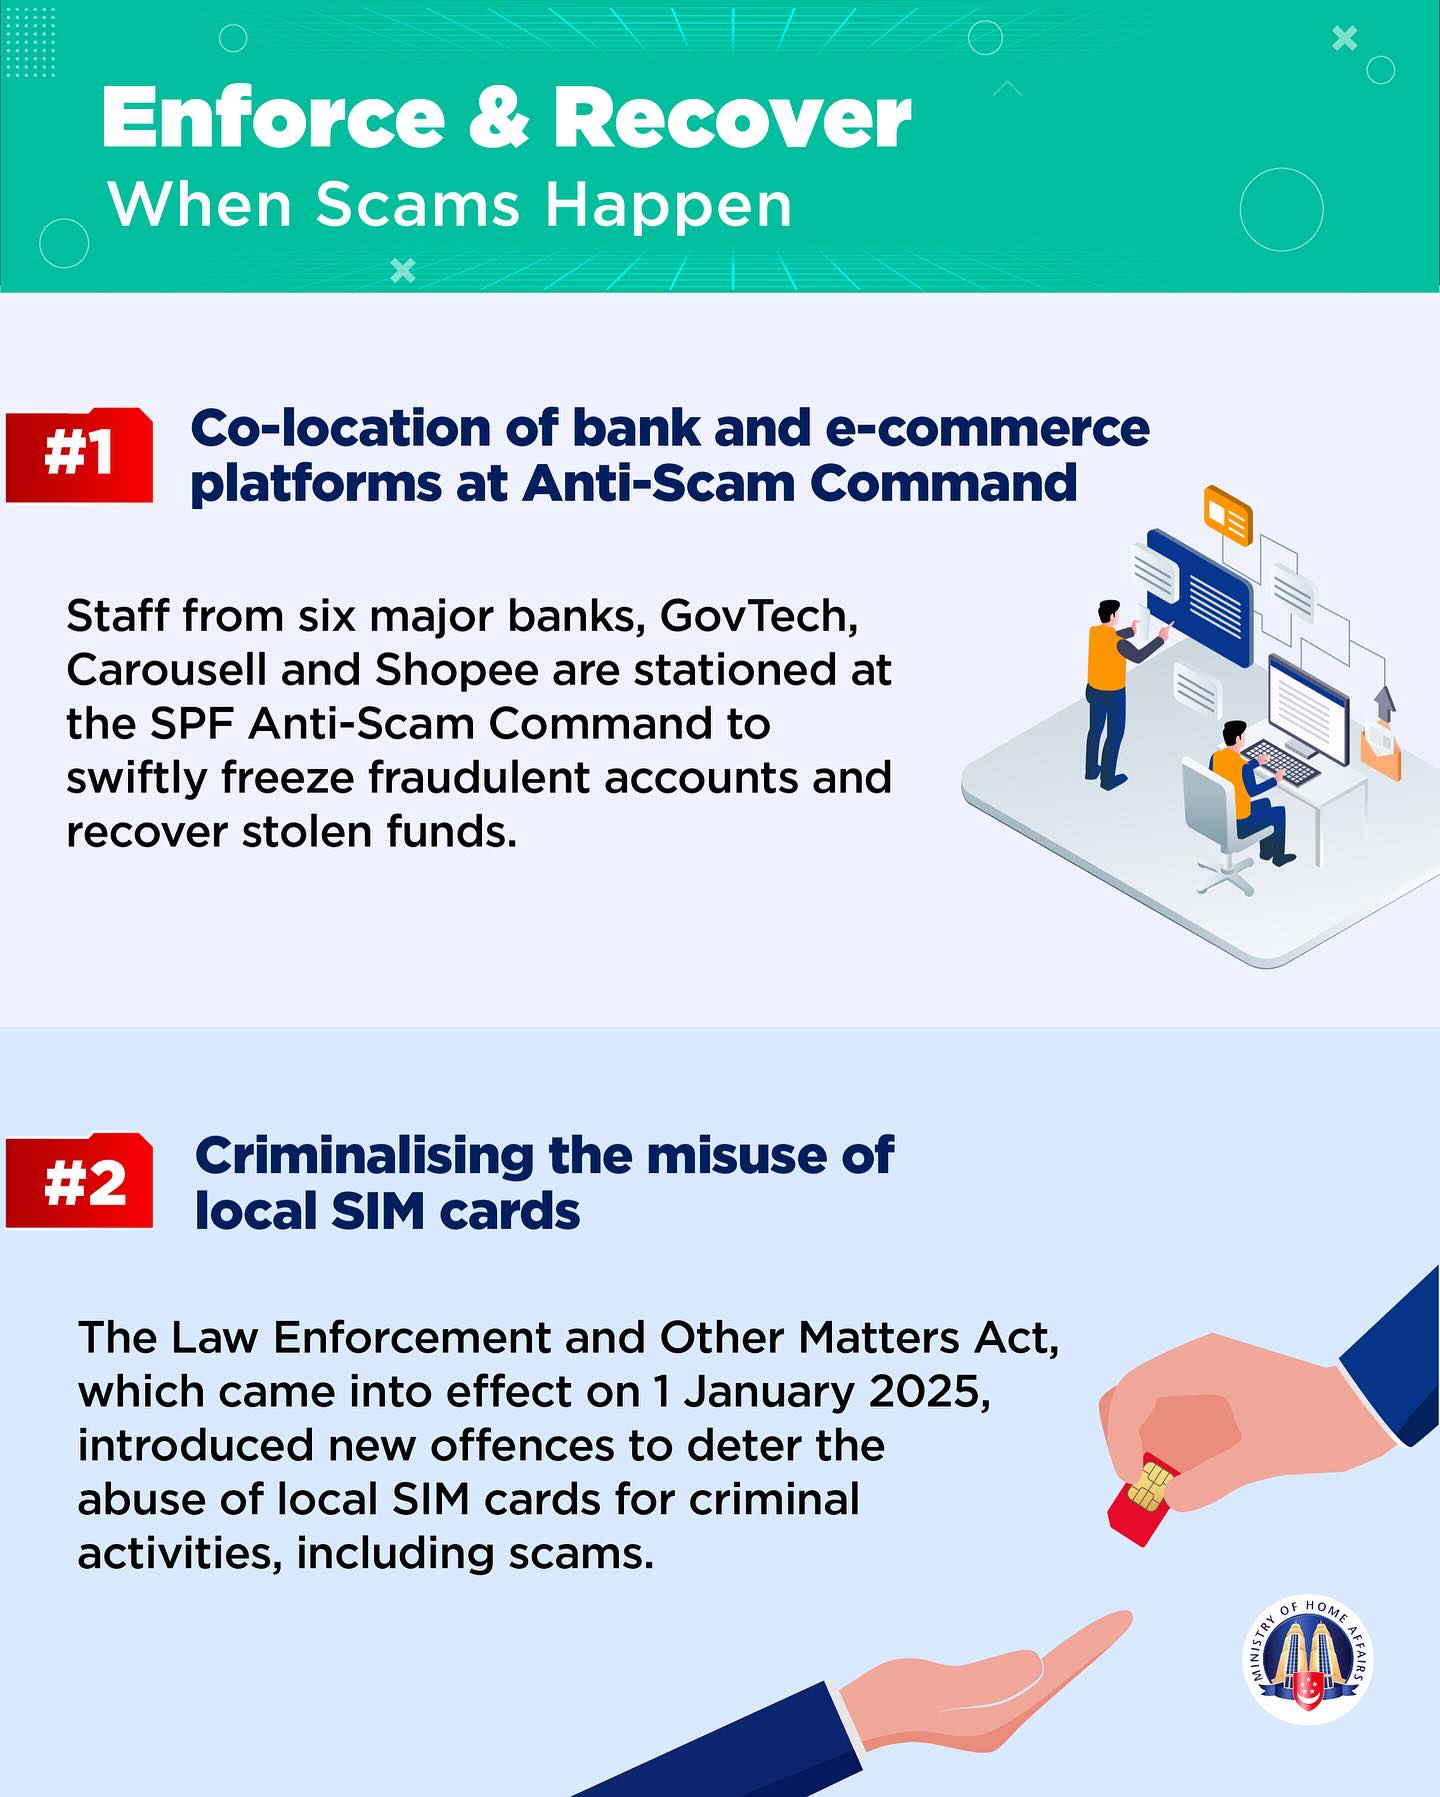 Enforce & Recover
When Scams Happen
#1
Co-location of bank and e-commerce
platforms at Anti-Scam Command
Staff from six major banks, GovTech,
Carousell and Shopee are stationed at
the SPF Anti-Scam Command to
swiftly freeze fraudulent accounts and
recover stolen funds.
#2
Criminalising the misuse of
local SIM cards
The Law Enforcement and Other Matters Act,
which came into effect on 1 January 2025,
introduced new offences to deter the
abuse of local SIM cards for criminal
activities, including scams.
MINISTRY OF HOME AFFAIRS